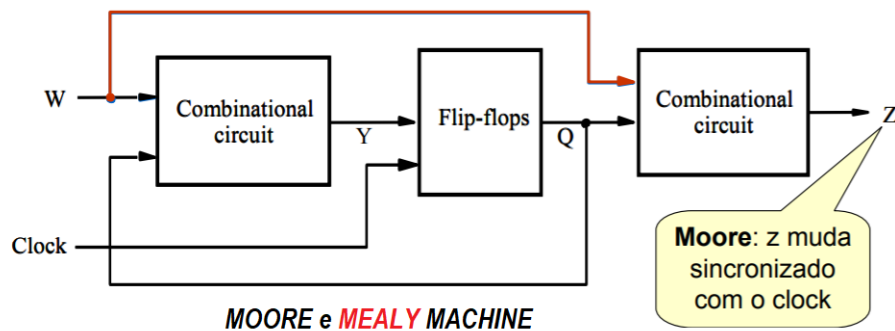 W
Combinational
circuit
Y
Flip-flops
Q
Combinational
circuit
Z
Clock
Moore: z muda
sincronizado
com o clock
MOORE e MEALY MACHINE